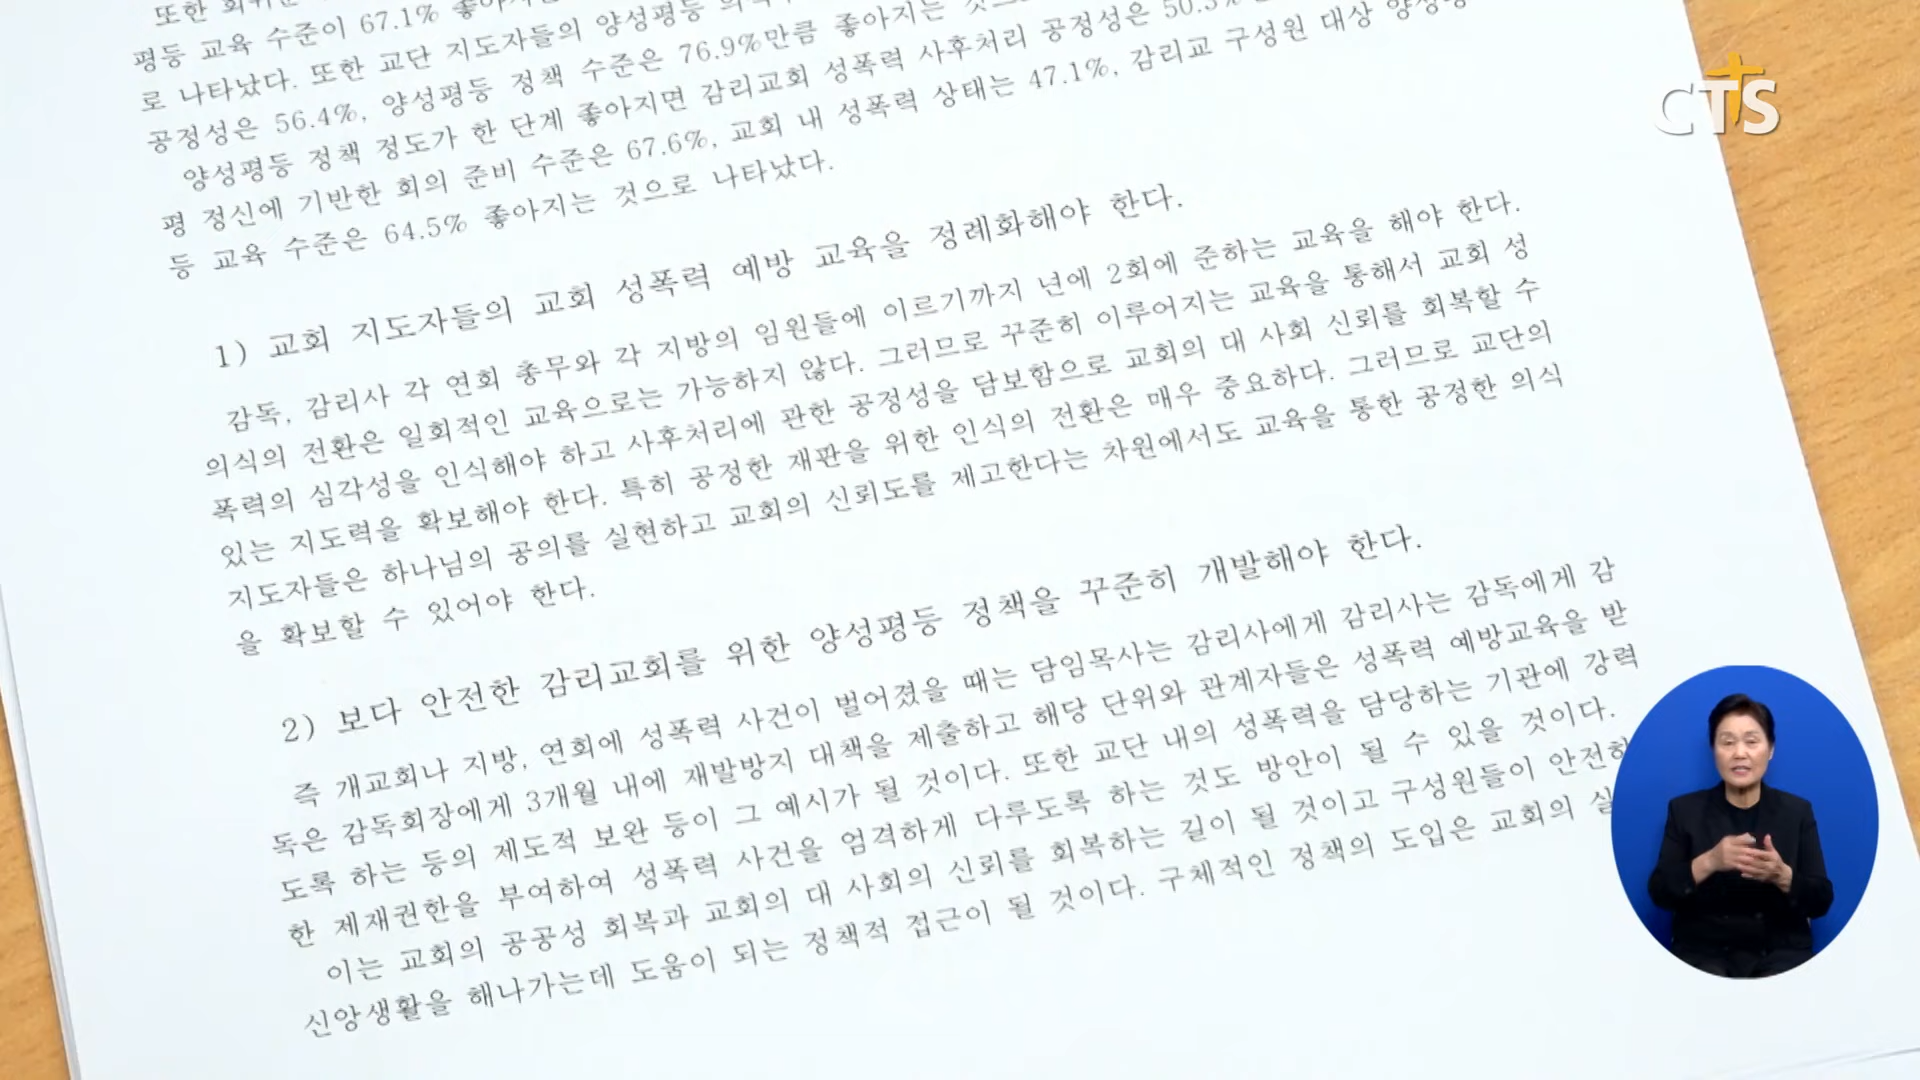 또한
평등 교육 수준이 67.1%
로 나타났다. 또한 교단 지도자들의 양성평등
공정성은 56.4%, 양성평등 정책 수준은 76.9%만큼 좋아지는
양성평등 정책 정도가 한 단계 좋아지면 감리교회 성폭력 사후처리 공정성은
평 정신에 기반한 회의 준비 수준은 67.6%, 교회 내 성폭력 상태는 47.1%, 감리교 구성원 대상
등 교육 수준은 64.5% 좋아지는 것으로 나타났다.
1) 교회 지도자들의 교회 성폭력 예방 교육을 정례화해야 한다.
감독, 감리사 각 연회 총무와 각 지방의 임원들에 이르기까지 년에 2회에 준하는 교육을 해야 한다.
의식의 전환은 일회적인 교육으로는 가능하지 않다. 그러므로 꾸준히 이루어지는 교육을 통해서 교회 성
폭력의 심각성을 인식해야 하고 사후처리에 관한 공정성을 담보함으로 교회의 대 사회 신뢰를 회복할 수
있는 지도력을 확보해야 한다. 특히 공정한 재판을 위한 인식의 전환은 매우 중요하다. 그러므로 교단의
지도자들은 하나님의 공의를 실현하고 교회의 신뢰도를 제고한다는 차원에서도 교육을 통한 공정한 의식
을 확보할 수 있어야 한다.
2) 보다 안전한 감리교회를 위한 양성평등 정책을 꾸준히 개발해야 한다.
즉 개교회나 지방, 연회에 성폭력 사건이 벌어졌을 때는 담임목사는 감리사에게 감리사는 감독에게 감
독은 감독회장에게 3개월 내에 재발방지 대책을 제출하고 해당 단위와 관계자들은 성폭력 예방교육을 받
도록 하는 등의 제도적 보완 등이 그 예시가 될 것이다. 또한 교단 내의 성폭력을 담당하는 기관에 강력
한 제재권한을 부여하여 성폭력 사건을 엄격하게 다루도록 하는 것도 방안이 될 수 있을 것이다.
이는 교회의 공공성 회복과 교회의 대 사회의 신뢰를 회복하는 길이 될 것이고 구성원들이
신앙생활을 해나가는데 도움이 되는 정책적 접근이 될 것이다. 구체적인 정책의 도입은 교회의
CTS